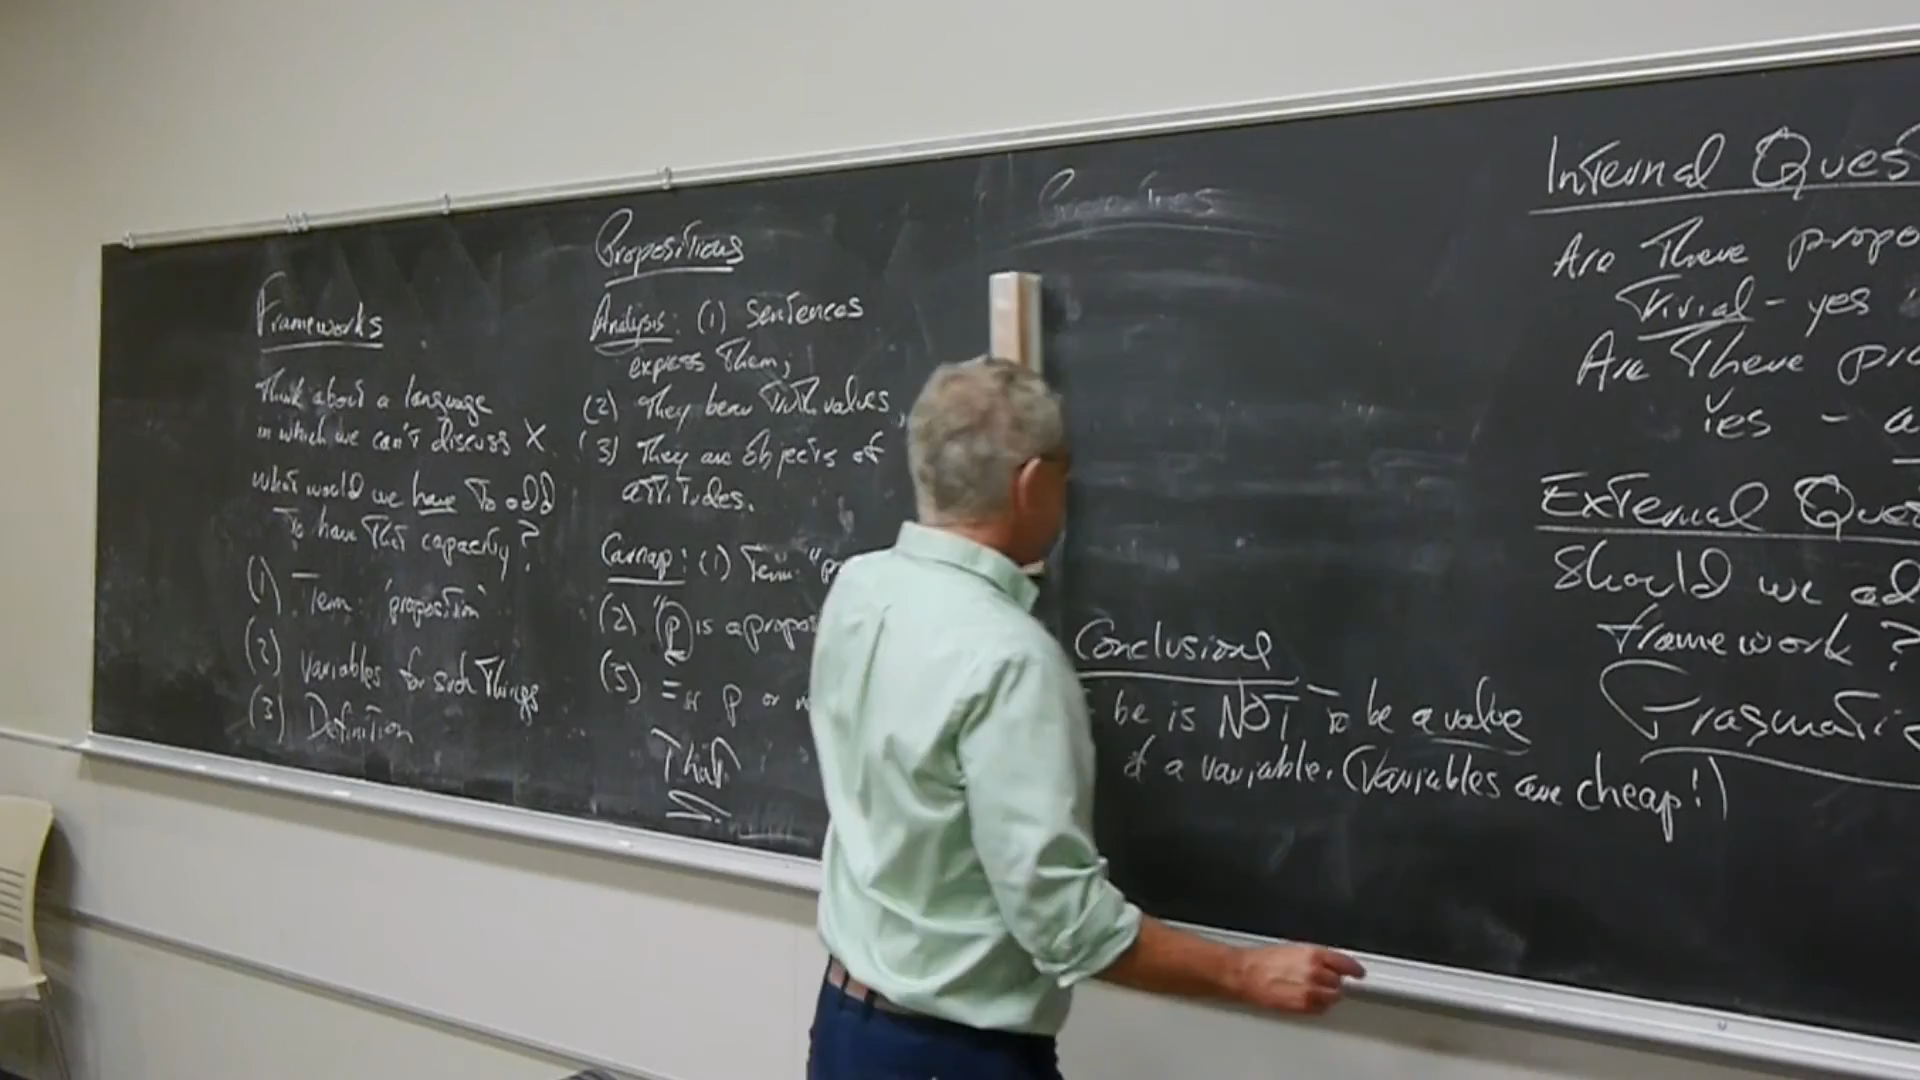 Frameworks
Think about a language
in which we can't discuss X.
What would we have to add
to have that capacity?
(1) Term: 'proposition'
(2) Variables for such things
(3) Definition
Propositions
Analysis: (1) Sentences
express them;
(2) They bear truth values,
(3) They are objects of
attitudes.
Carnap: (1) Term: "p
(2) "(p) is a propos
(3)
That
Properties
Conclusion
be is NOT to be a value
of a variable. (Variables are cheap!)
Internal Ques
Are there propo
Trivial - yes
Are there
Yes - a
External Ques
Should we ad
framework?
Pragmatic